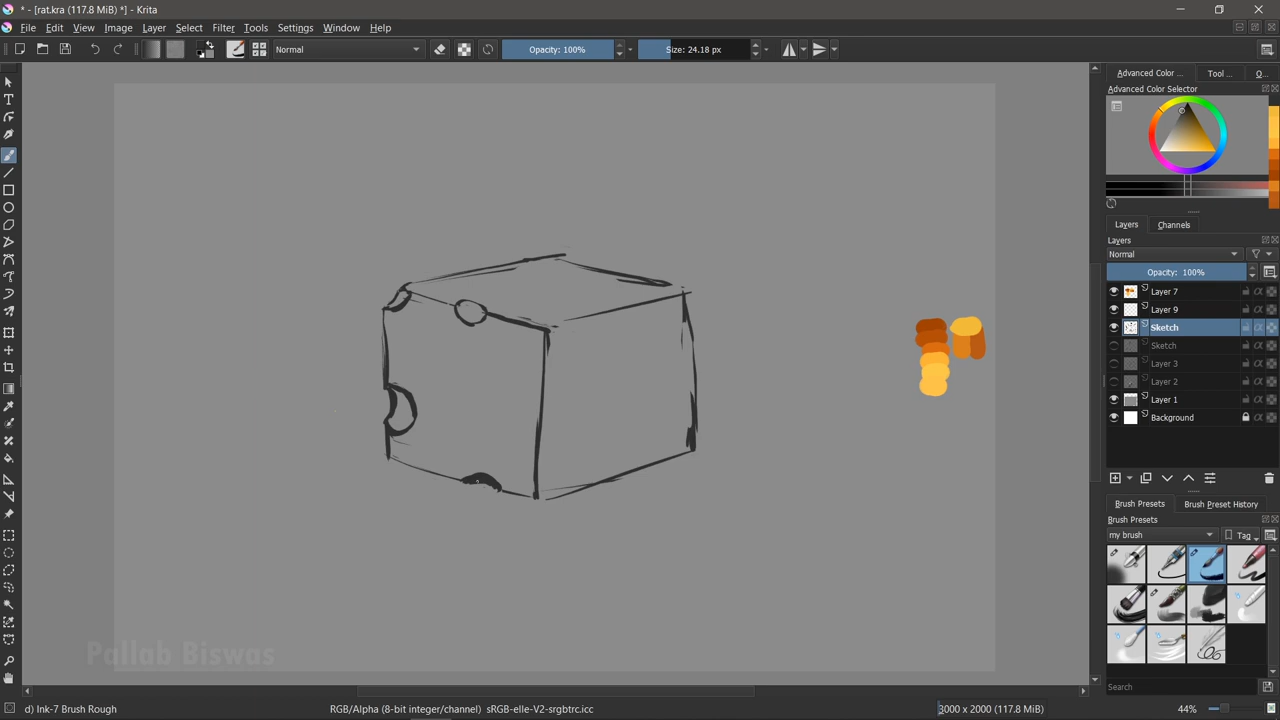 * - [rat.kra (117.8 MiB) *] - Krita
File Edit View Image Layer Select Filter Tools Settings Window Help
Normal Opacity: 100% Size: 24.18 px
Advanced Color ... Tool ... O...
Advanced Color Selector
Layers Channels
Layers
Normal
Opacity: 100%
Layer 7
Layer 9
Sketch
Sketch
Layer 3
Layer 2
Layer 1
Background
Brush Presets Brush Preset History
Brush Presets
my brush Tag
Search
Pallab Biswas
d) Ink-7 Brush Rough RGB/Alpha (8-bit integer/channel) sRGB-elle-V2-srgbtrc.icc 3000 x 2000 (117.8 MiB) 44%